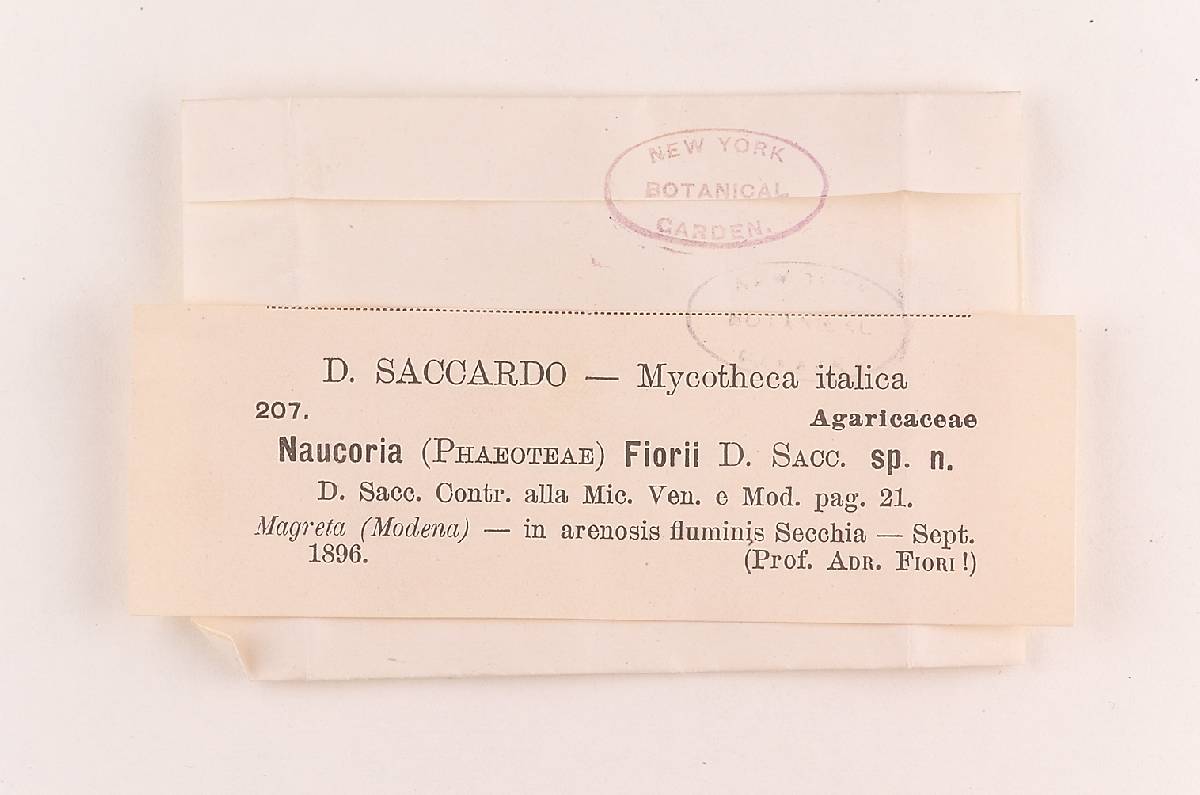 NEW YORK
BOTANICAL
GARDEN.
BOTANICAL
D. SACCARDO — Mycotheca italica
207. Agaricaceae
Naucoria (PHAEOTEAE) Fiorii D. SACC. sp. n.
D. Sacc. Contr. alla Mic. Ven. e Mod. pag. 21.
Magreta (Modena) — in arenosis fluminis Secchia — Sept.
1896. (Prof. ADR. FIORI !)